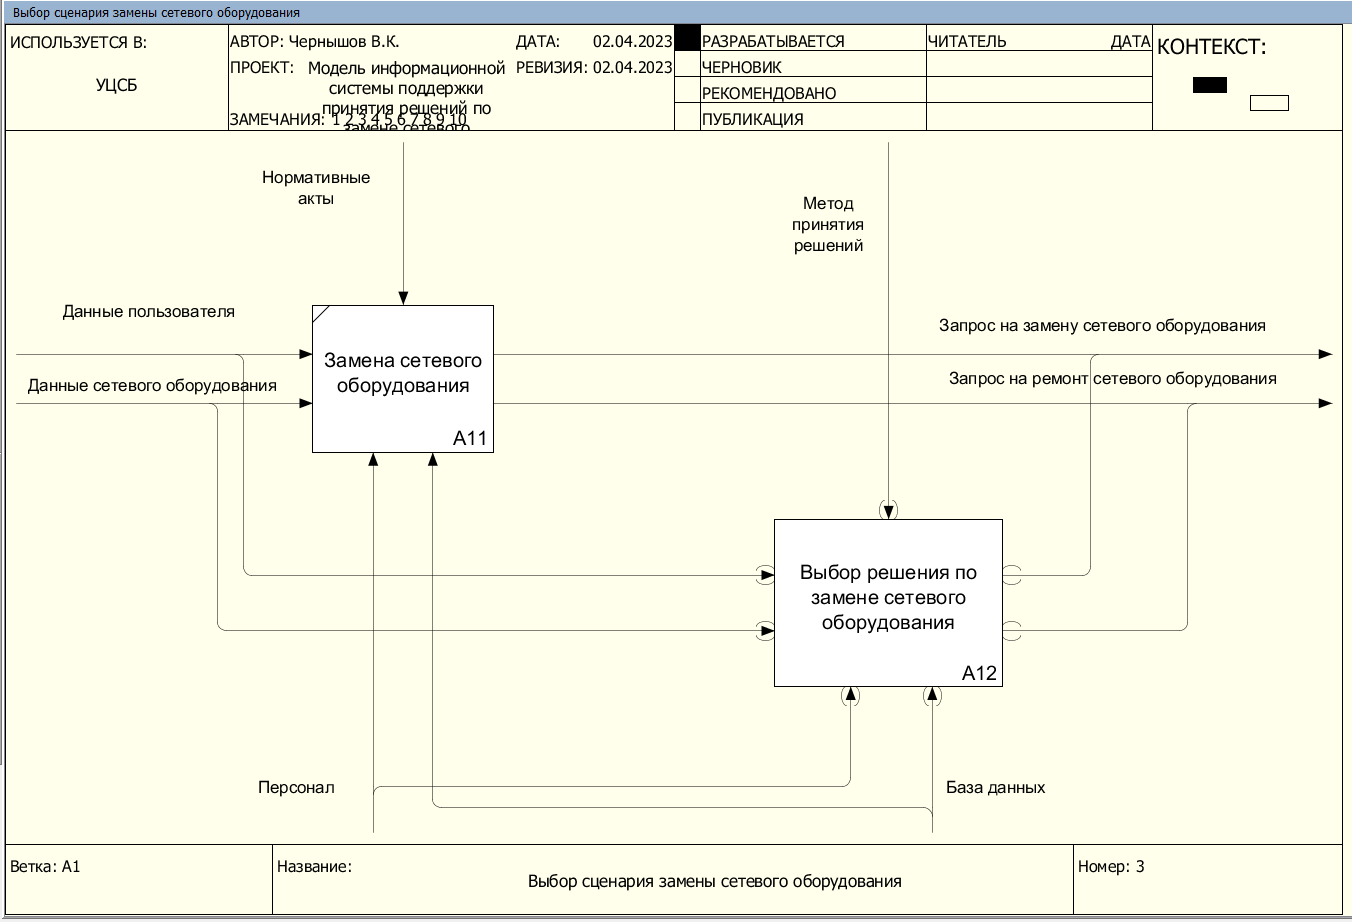 Выбор сценария замены сетевого оборудования
ИСПОЛЬЗУЕТСЯ В:
УЦСБ
АВТОР: Чернышов В.К.
ДАТА: 02.04.2023
ПРОЕКТ: Модель информационной
системы поддержки
принятия решений по
замене сетевого
РЕВИЗИЯ: 02.04.2023
ЗАМЕЧАНИЯ: 1 2 3 4 5 6 7 8 9 10
РАЗРАБАТЫВАЕТСЯ
ЧЕРНОВИК
РЕКОМЕНДОВАНО
ПУБЛИКАЦИЯ
ЧИТАТЕЛЬ
ДАТА
КОНТЕКСТ:
Нормативные
акты
Метод
принятия
решений
Данные пользователя
Данные сетевого оборудования
Замена сетевого
оборудования
A11
Запрос на замену сетевого оборудования
Запрос на ремонт сетевого оборудования
Выбор решения по
замене сетевого
оборудования
A12
Персонал
База данных
Ветка: A1
Название:
Выбор сценария замены сетевого оборудования
Номер: 3